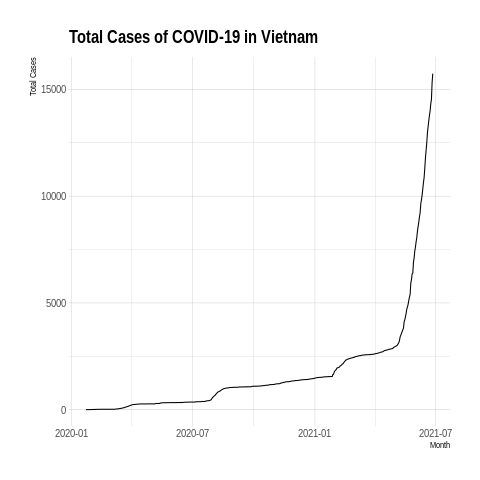 Total Cases of COVID-19 in Vietnam
Total Cases
15000
10000
5000
0
2020-01 2020-07 2021-01 2021-07
Month